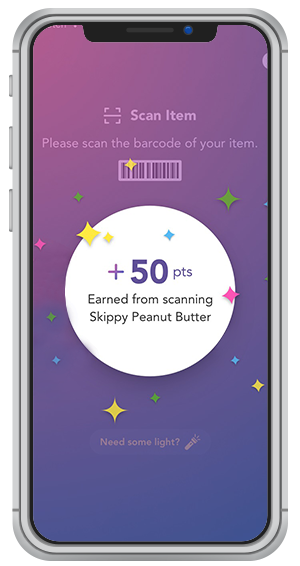 Scan Item
Please scan the barcode of your item.
+ 50 pts
Earned from scanning
Skippy Peanut Butter
Need some light?